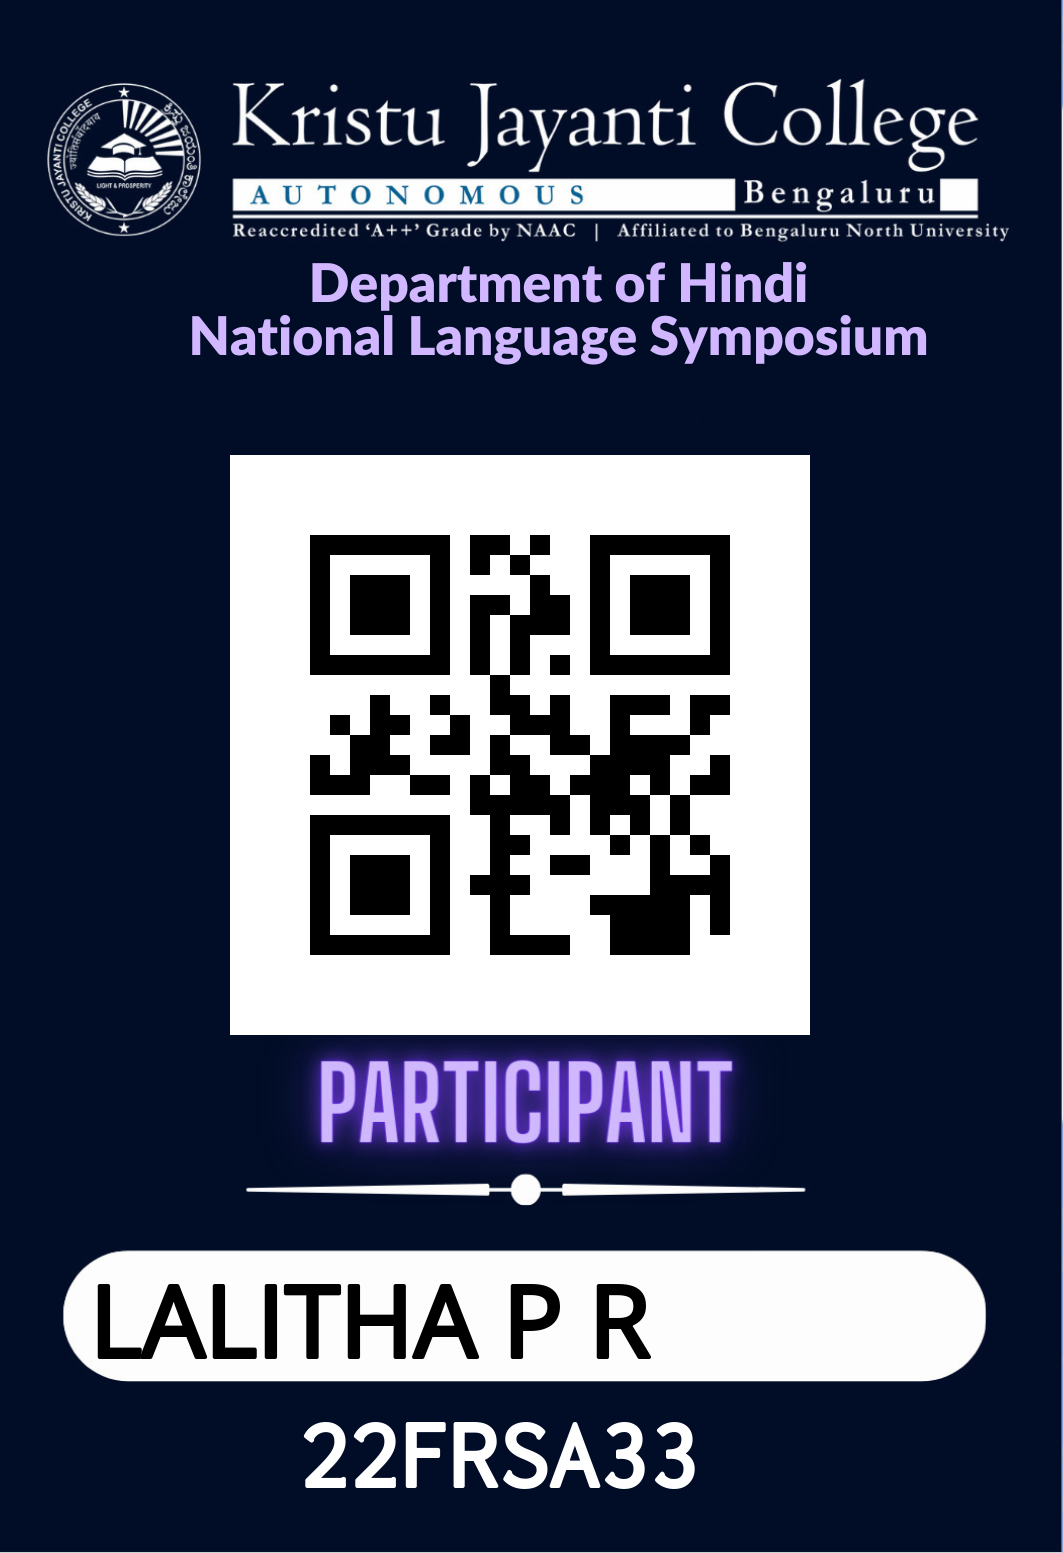 KRISTU JAYANTI COLLEGE
LIGHT & PROSPERITY
Kristu Jayanti College
AUTONOMOUS Bengaluru
Reaccredited ‘A++’ Grade by NAAC | Affiliated to Bengaluru North University
Department of Hindi
National Language Symposium
PARTICIPANT
LALITHA P R
22FRSA33